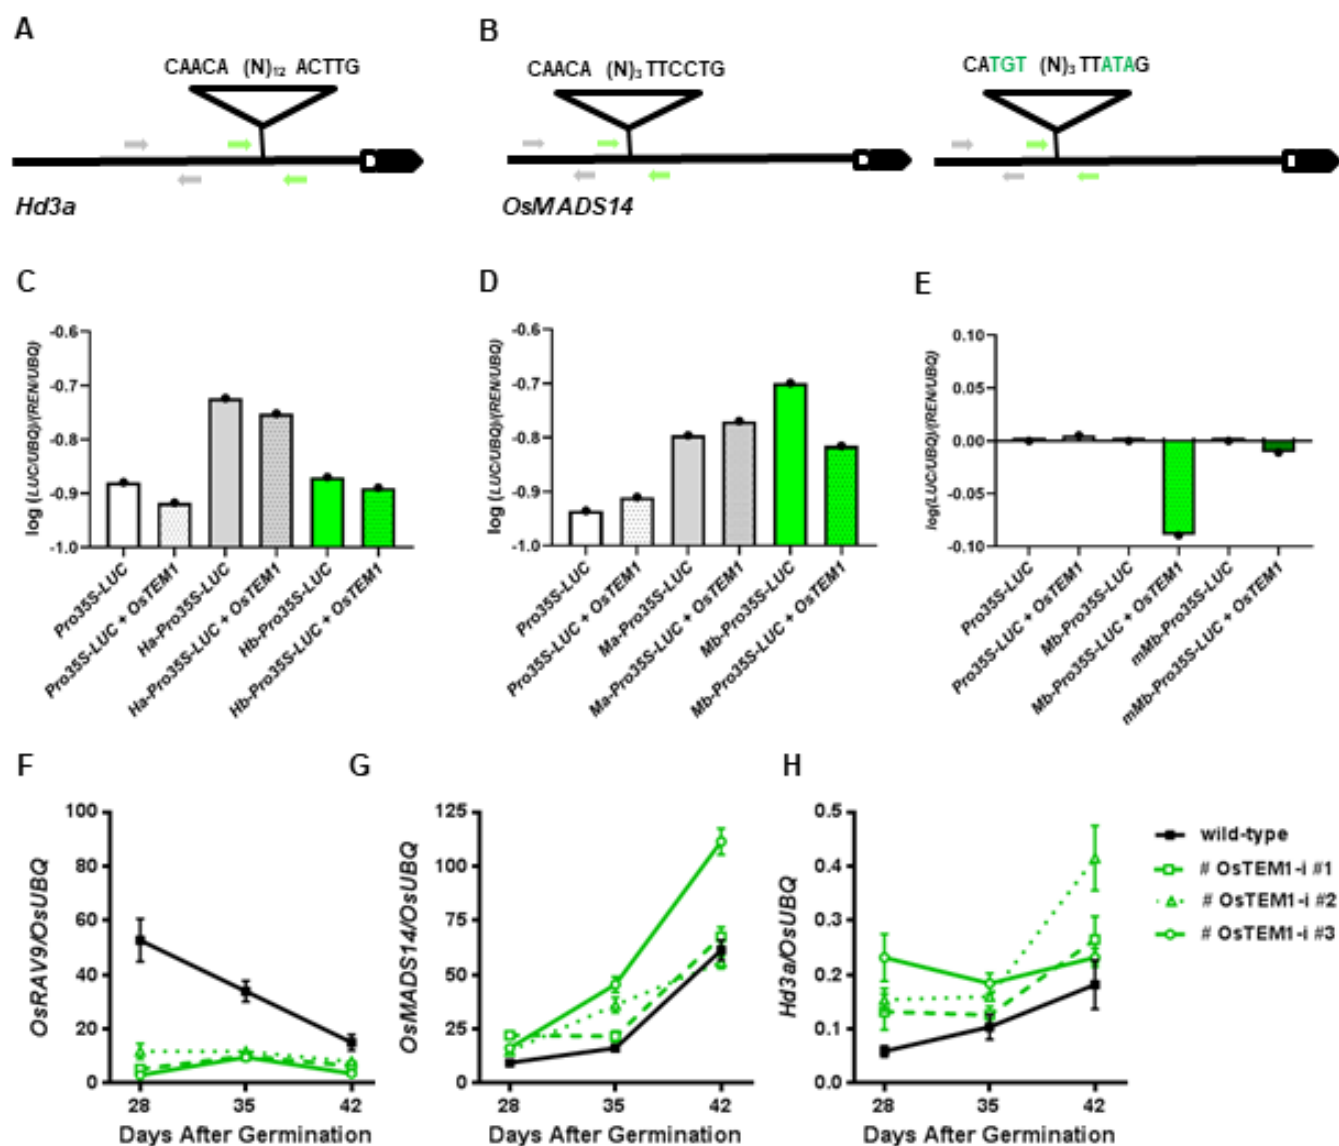 A
B
CAACA (N)12 ACTTG
CAACA (N)3 TTCCTG
CATGT (N)3 TTATAG
Hd3a
OsMADS14
C
D
E
log (LUC/UBQ)/(REN/UBQ)
-0.6
-0.7
-0.8
-0.9
-1.0
Pro35S-LUC
Pro35S-LUC + OsTEM1
Ha-Pro35S-LUC
Ha-Pro35S-LUC + OsTEM1
Hb-Pro35S-LUC
Hb-Pro35S-LUC + OsTEM1
log (LUC/UBQ)/(REN/UBQ)
-0.6
-0.7
-0.8
-0.9
-1.0
Pro35S-LUC
Pro35S-LUC + OsTEM1
Ma-Pro35S-LUC
Ma-Pro35S-LUC + OsTEM1
Mb-Pro35S-LUC
Mb-Pro35S-LUC + OsTEM1
log(LUC/UBQ)/(REN/UBQ)
0.10
0.05
0.00
-0.05
-0.10
Pro35S-LUC
Pro35S-LUC + OsTEM1
Mb-Pro35S-LUC
Mb-Pro35S-LUC + OsTEM1
mMb-Pro35S-LUC
mMb-Pro35S-LUC + OsTEM1
F
G
H
OsRAV9/OsUBQ
100
80
60
40
20
0
28 35 42
Days After Germination
OsMADS14/OsUBQ
125
100
75
50
25
0
28 35 42
Days After Germination
Hd3a/OsUBQ
0.5
0.4
0.3
0.2
0.1
0.0
28 35 42
Days After Germination
wild-type
# OsTEM1-i #1
# OsTEM1-i #2
# OsTEM1-i #3